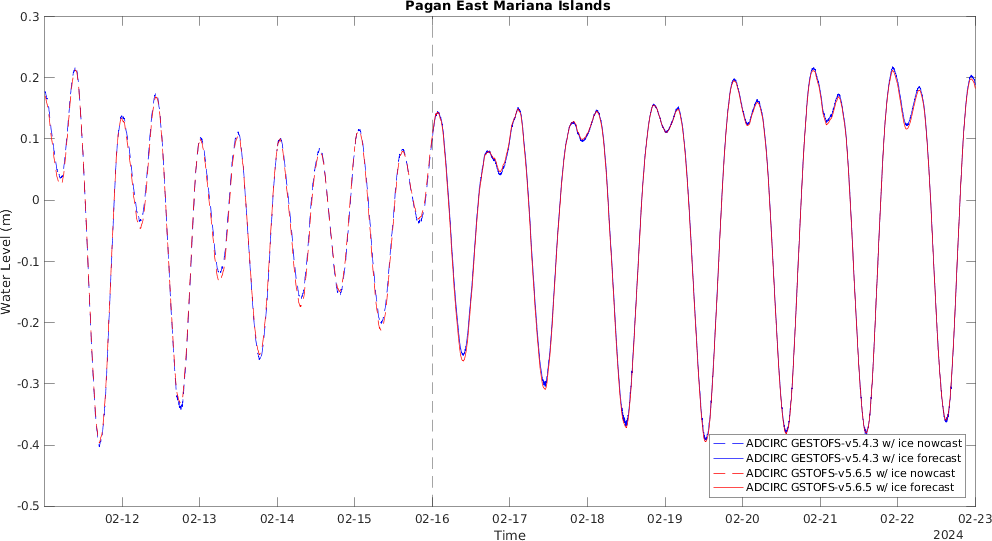 Pagan East Mariana Islands
0.3
0.2
0.1
0
-0.1
-0.2
-0.3
-0.4
-0.5
Water Level (m)
ADCIRC GESTOFS-v5.4.3 w/ ice nowcast
ADCIRC GESTOFS-v5.4.3 w/ ice forecast
ADCIRC GSTOFS-v5.6.5 w/ ice nowcast
ADCIRC GSTOFS-v5.6.5 w/ ice forecast
02-12 02-13 02-14 02-15 02-16 02-17 02-18 02-19 02-20 02-21 02-22 02-23
Time
2024